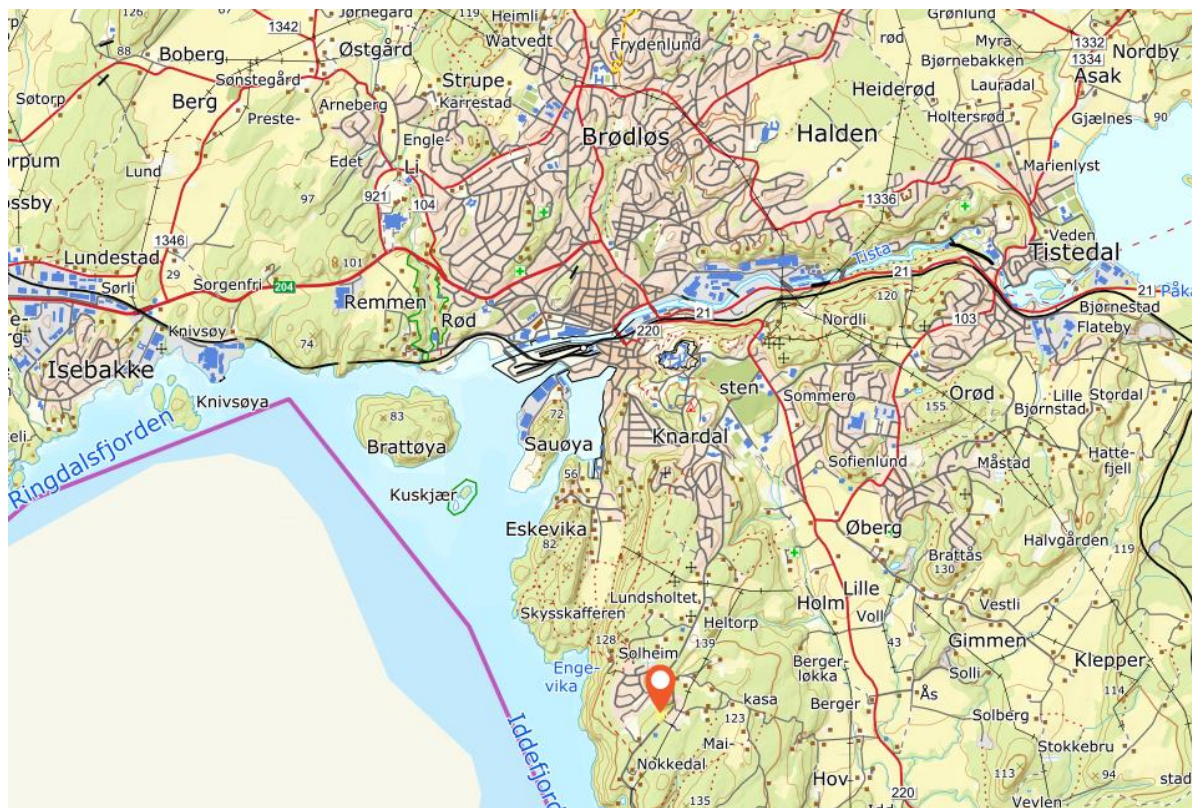 126
Jørnegård
119
Heimli
Grønlund
1342
Watvedt
Frydenlund
rød
Myra
1332
88
Boberg
Østgård
Bjørnebakken
1334
Nordby
Sønstegård
Strupe
H
Heiderød
Lauradal
Asak
Søtorp
Berg
Arneberg
Karrestad
Holtersrød
Gjælnes
90
Preste-
Engle-
Brødløs
Halden
orpum
Lund
Edet
Li
Marienlyst
ossby
97
921
104
1336
1346
Veden
Lundestad
29
101
Tista
Tistedal
Sørli
Sorgenfri
204
Remmen
21
120
21
Påka
Rød
21
Bjørnestad
Knivsøy
74
220
Nordli
103
Flateby
Isebakke
Knivsøya
83
72
sten
Sommero
Orød
Lille
Stordal
155
Bjørnstad
Ringdalsfjorden
Brattøya
Sauøya
Knardal
Sofienlund
Måstad
Hatte-
fjell
56
Kuskjær
Eskevika
Øberg
82
Brattås
Halvgården
119
130
Skysskafferen
Lundsholtet
Holm
Lille
Vestli
Heltorp
Voll
43
Gimmen
128
139
Solheim
Berger-
løkka
Solli
Klepper
Enge-
vika
Berger
Ås
114
kasa
123
Solberg
Iddefjord
Mai-
Stokkebru
Nokkedal
Hov
113
94
stad
135
Idd
220
Vevlen